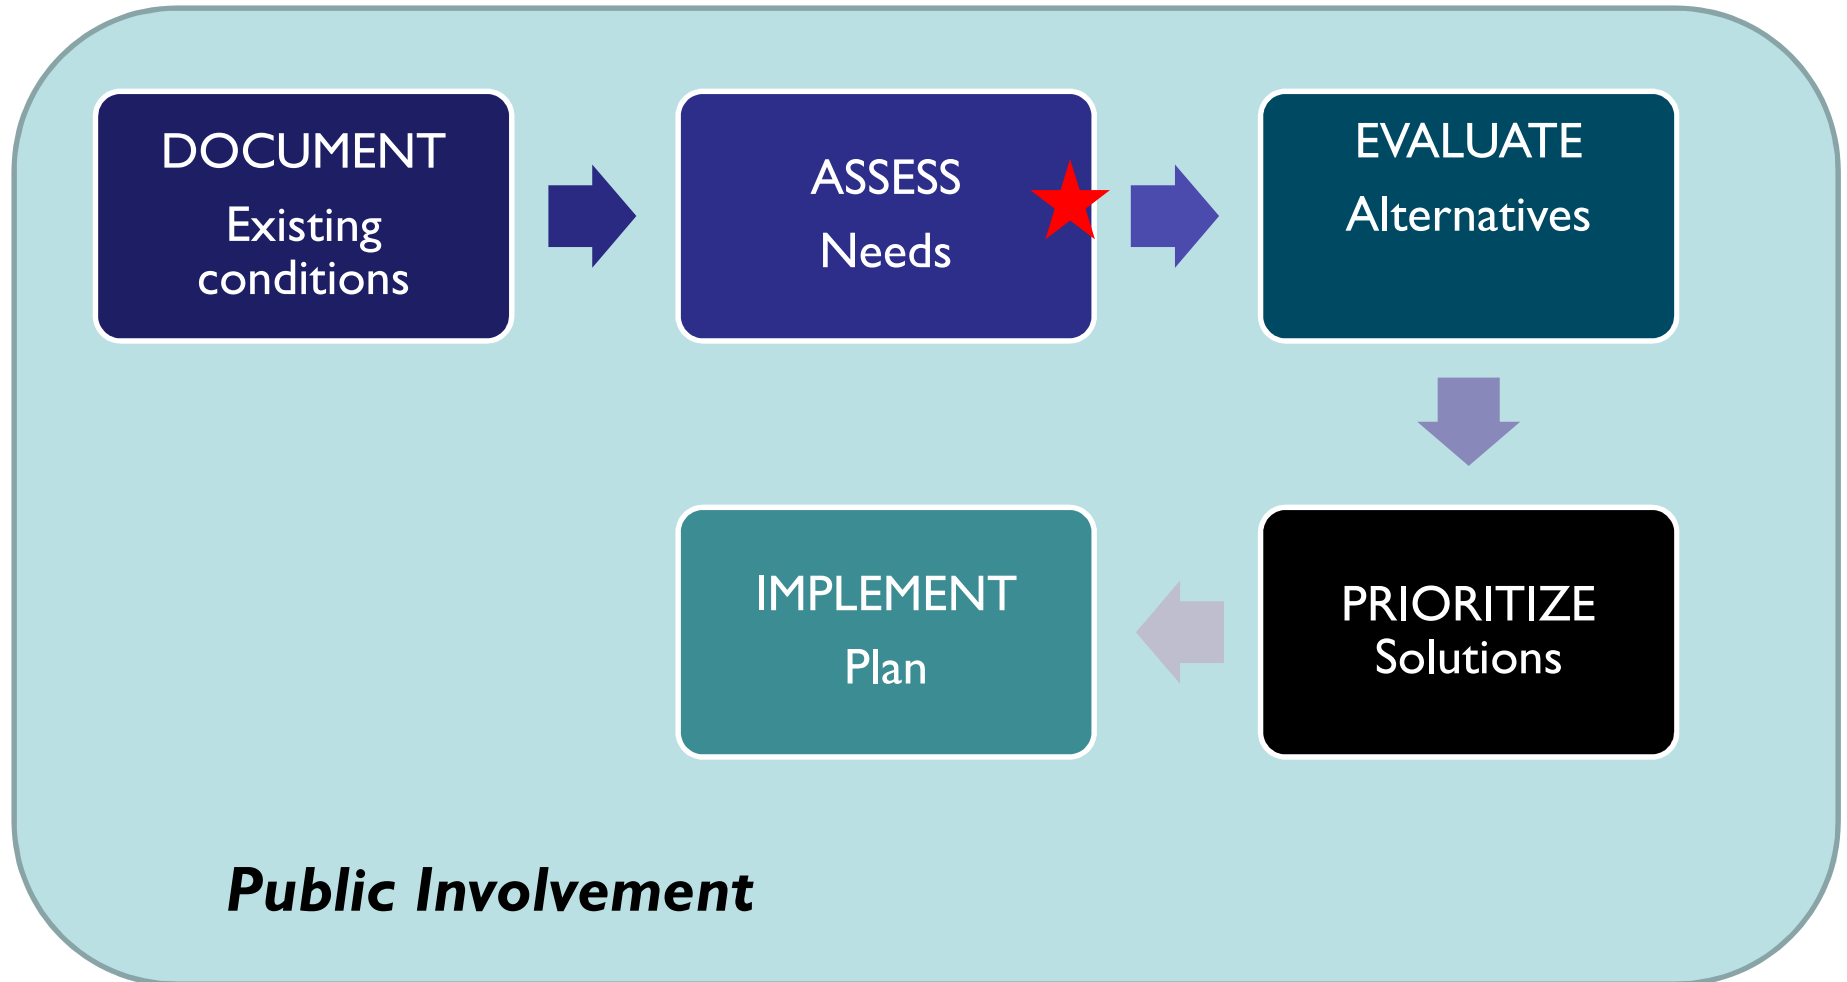 DOCUMENT
Existing
conditions
ASSESS
Needs
EVALUATE
Alternatives
PRIORITIZE
Solutions
IMPLEMENT
Plan
Public Involvement